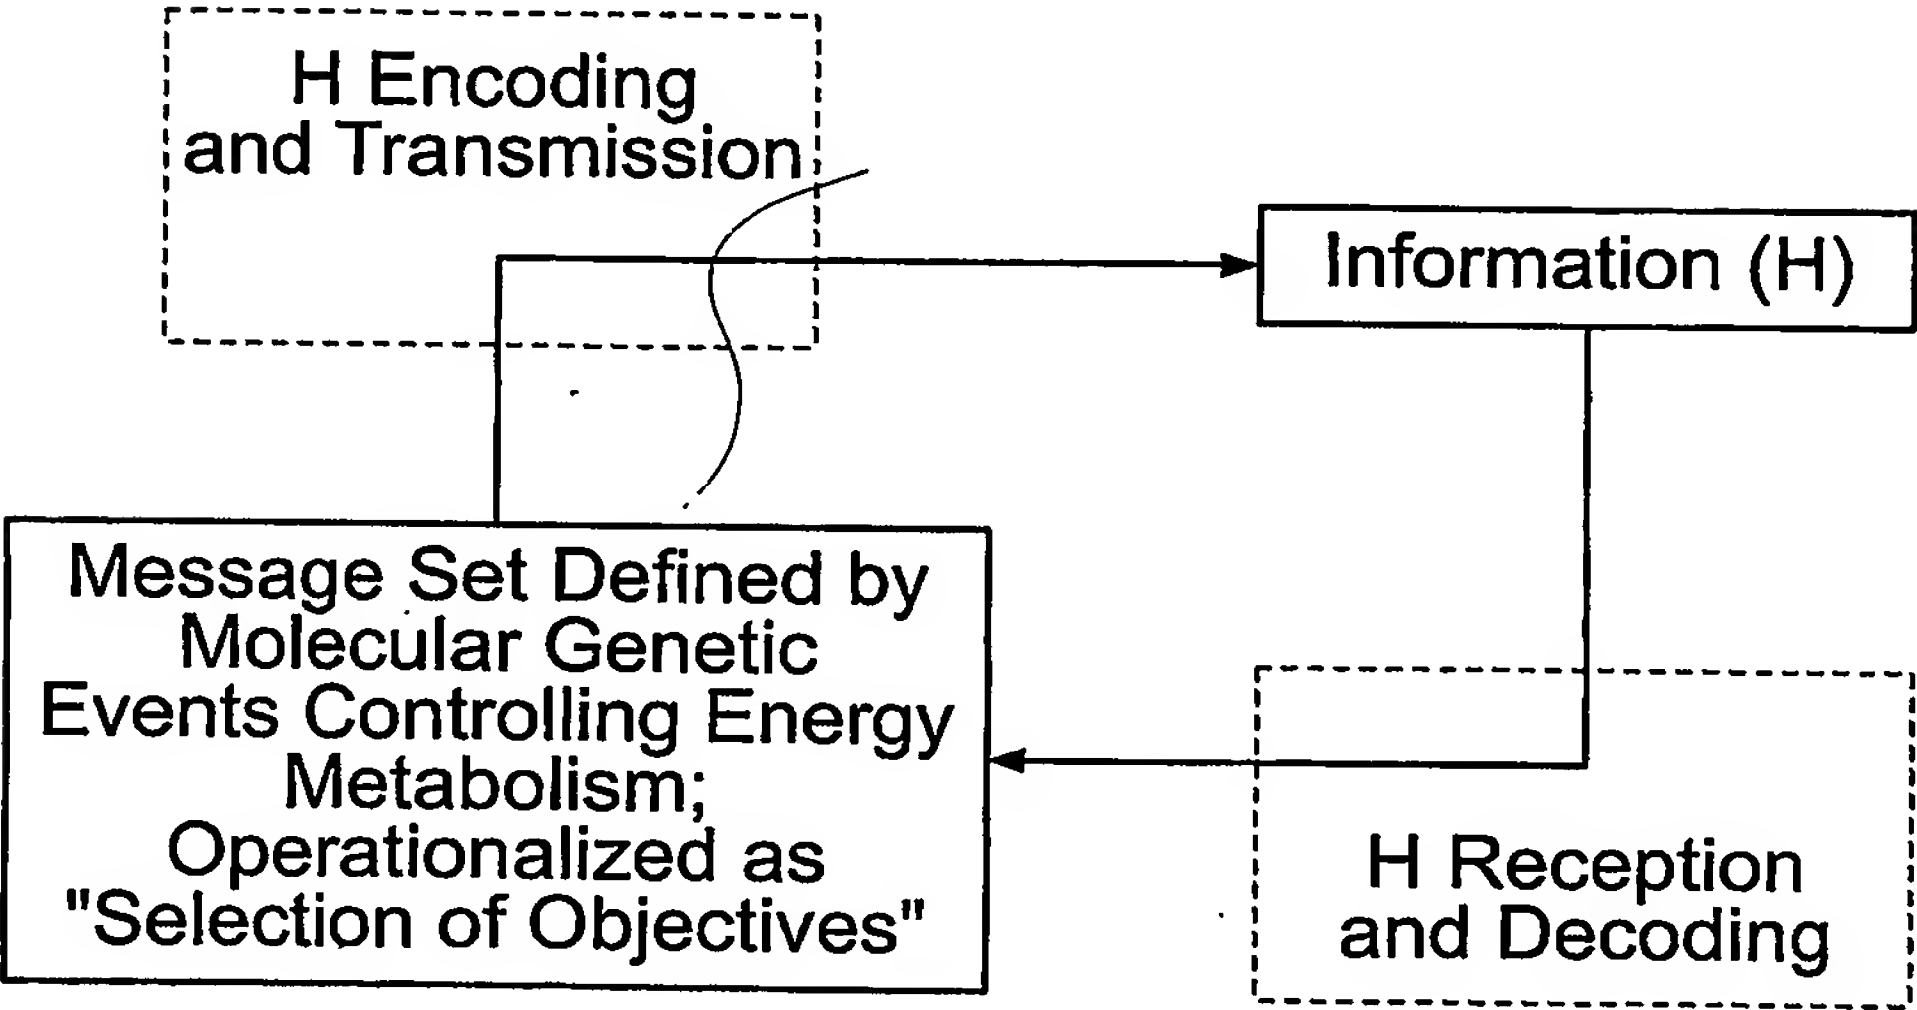 H Encoding
and Transmission
Information (H)
Message Set Defined by
Molecular Genetic
Events Controlling Energy
Metabolism;
Operationalized as
"Selection of Objectives"
H Reception
and Decoding